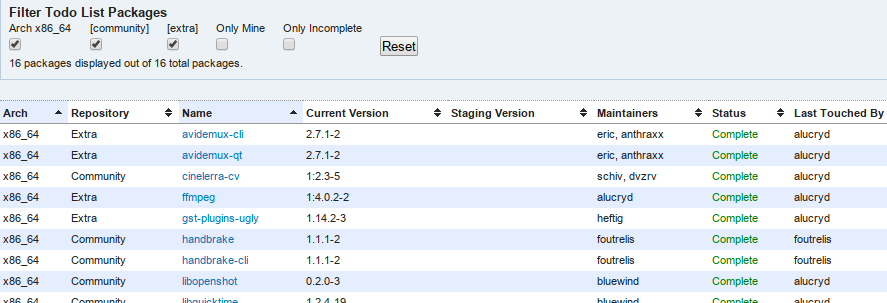 Filter Todo List Packages
Arch x86_64 [community] [extra] Only Mine Only Incomplete
Reset
16 packages displayed out of 16 total packages.
Arch Repository Name Current Version Staging Version Maintainers Status Last Touched By
x86_64 Extra avidemux-cli 2.7.1-2 eric, anthraxx Complete alucryd
x86_64 Extra avidemux-qt 2.7.1-2 eric, anthraxx Complete alucryd
x86_64 Community cinelerra-cv 1:2.3-5 schiv, dvzrv Complete alucryd
x86_64 Extra ffmpeg 1:4.0.2-2 alucryd Complete alucryd
x86_64 Extra gst-plugins-ugly 1.14.2-3 heftig Complete alucryd
x86_64 Community handbrake 1.1.1-2 foutrelis Complete foutrelis
x86_64 Community handbrake-cli 1.1.1-2 foutrelis Complete foutrelis
x86_64 Community libopenshot 0.2.0-3 bluewind Complete alucryd
x86_64 Community libquicktime 1.2.4-19 bluewind Complete alucryd